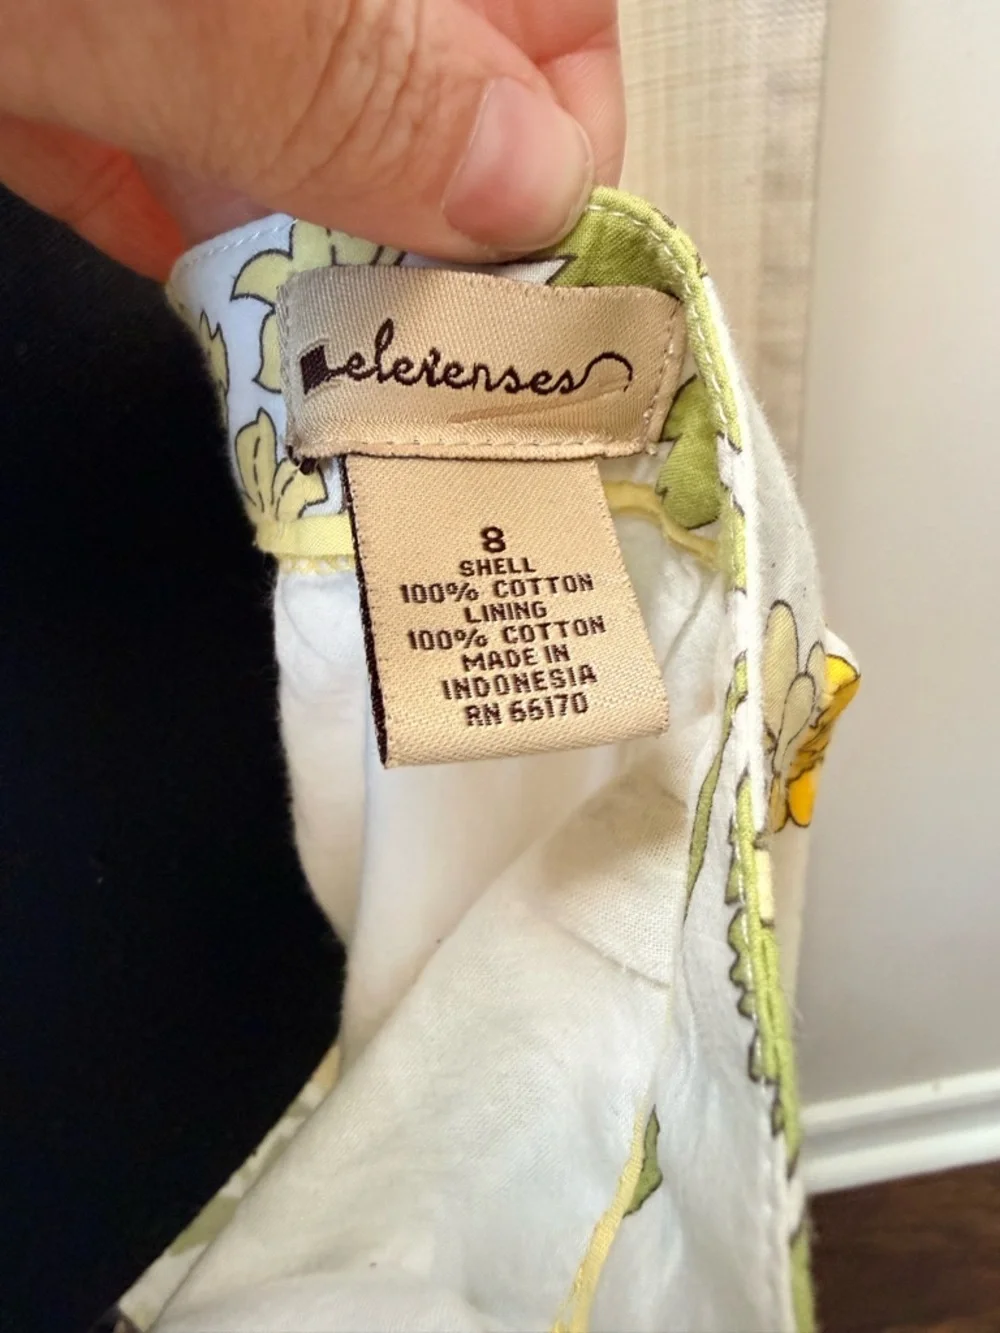 elevenses
8
SHELL
100% COTTON
LINING
100% COTTON
MADE IN
INDONESIA
RN 66170